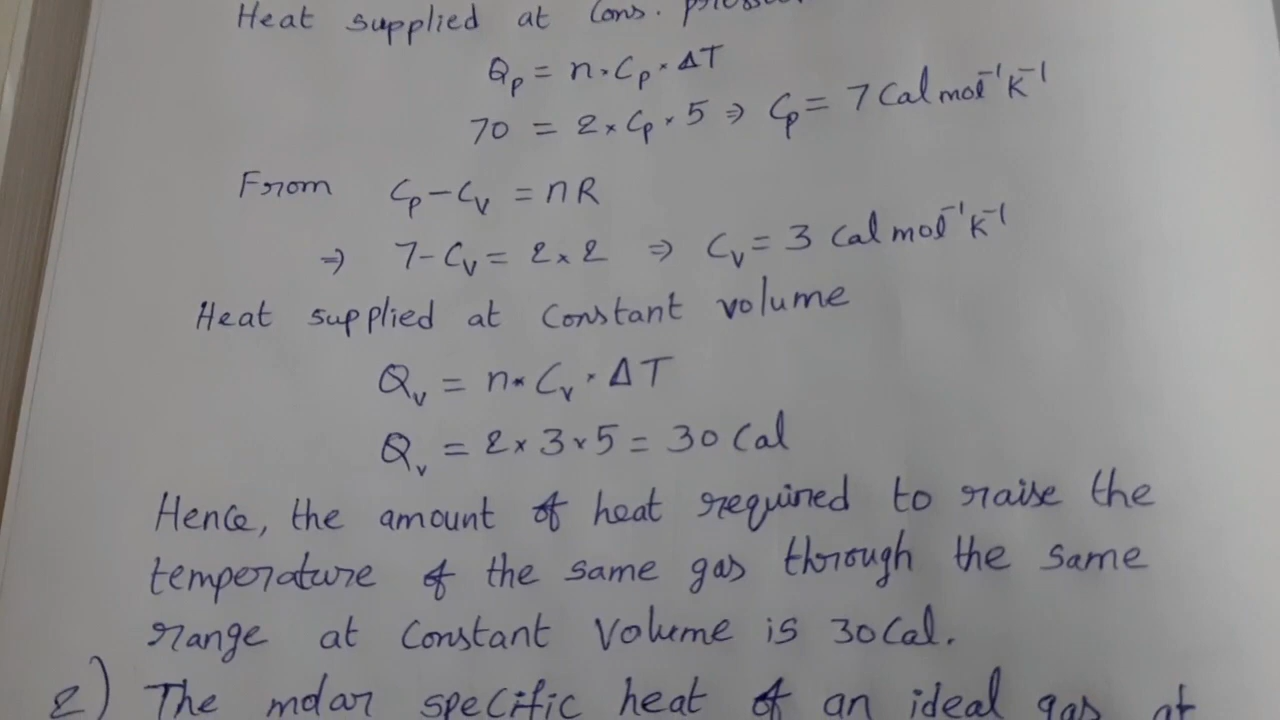 Heat supplied at Cons.
Qp = n × Cp × ΔT
70 = 2 × Cp × 5 ⇒ Cp = 7 Cal mol⁻¹ K⁻¹
From Cp − Cv = nR
⇒ 7 − Cv = 2 × 2 ⇒ Cv = 3 Cal mol⁻¹ K⁻¹
Heat supplied at Constant volume
Qv = n × Cv × ΔT
Qv = 2 × 3 × 5 = 30 Cal
Hence, the amount of heat required to raise the
temperature of the same gas through the same
range at Constant Volume is 30 Cal.
2) The molar specific heat of an ideal gas at